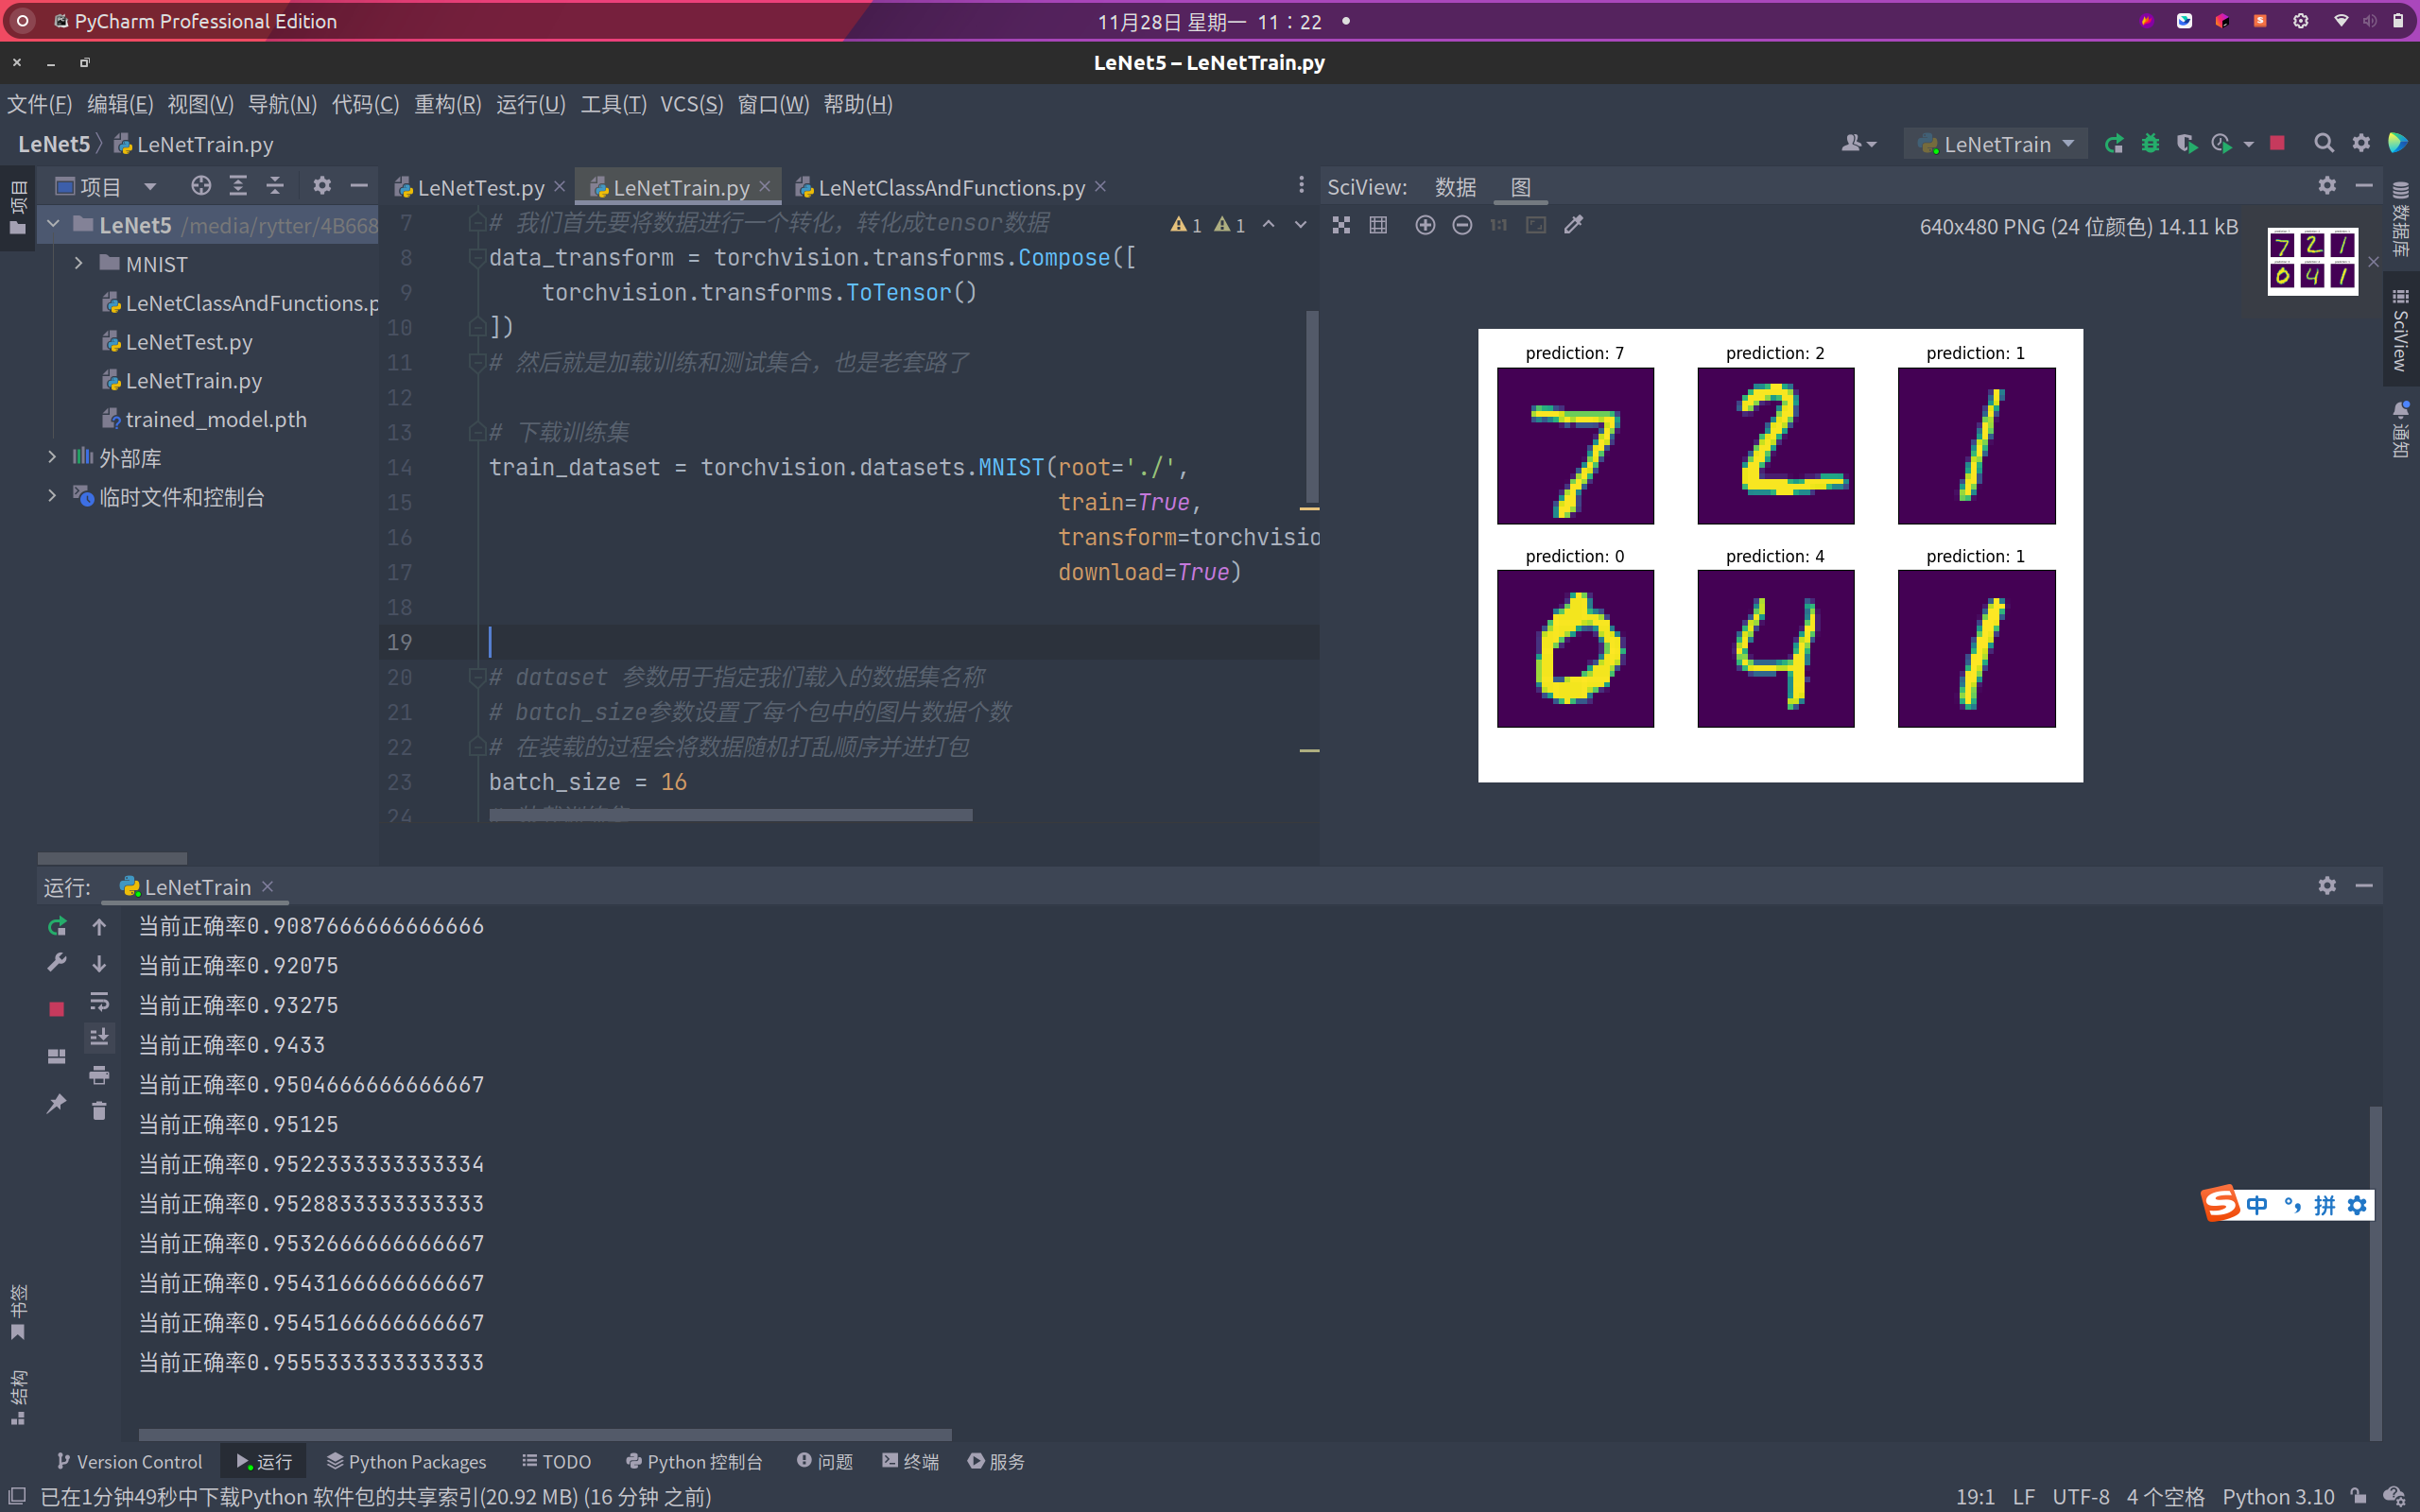 PyCharm Professional Edition
11月28日 星期一 11：22
LeNet5 – LeNetTrain.py
文件(F) 编辑(E) 视图(V) 导航(N) 代码(C) 重构(R) 运行(U) 工具(T) VCS(S) 窗口(W) 帮助(H)
LeNet5 LeNetTrain.py
LeNetTrain
项目
项目
LeNet5 /media/rytter/4B668
MNIST
LeNetClassAndFunctions.p
LeNetTest.py
LeNetTrain.py
trained_model.pth
外部库
临时文件和控制台
LeNetTest.py LeNetTrain.py LeNetClassAndFunctions.py
1 1
7 # 我们首先要将数据进行一个转化，转化成tensor数据
8 data_transform = torchvision.transforms.Compose([
9 torchvision.transforms.ToTensor()
10 ])
11 # 然后就是加载训练和测试集合，也是老套路了
12
13 # 下载训练集
14 train_dataset = torchvision.datasets.MNIST(root='./',
15 train=True,
16 transform=torchvisio
17 download=True)
18
19
20 # dataset 参数用于指定我们载入的数据集名称
21 # batch_size参数设置了每个包中的图片数据个数
22 # 在装载的过程会将数据随机打乱顺序并进打包
23 batch_size = 16
24
SciView: 数据 图
1:1
640x480 PNG (24 位颜色) 14.11 kB
prediction: 7 prediction: 2 prediction: 1
prediction: 0 prediction: 4 prediction: 1
数据库
SciView
通知
运行: LeNetTrain
当前正确率0.9087666666666666
当前正确率0.92075
当前正确率0.93275
当前正确率0.9433
当前正确率0.9504666666666667
当前正确率0.95125
当前正确率0.9522333333333334
当前正确率0.9528833333333333
当前正确率0.9532666666666667
当前正确率0.9543166666666667
当前正确率0.9545166666666667
当前正确率0.9555333333333333
书签
结构
中 °, 拼
Version Control 运行 Python Packages TODO Python 控制台 问题 终端 服务
已在1分钟49秒中下载Python 软件包的共享索引(20.92 MB) (16 分钟 之前)
19:1 LF UTF-8 4 个空格 Python 3.10